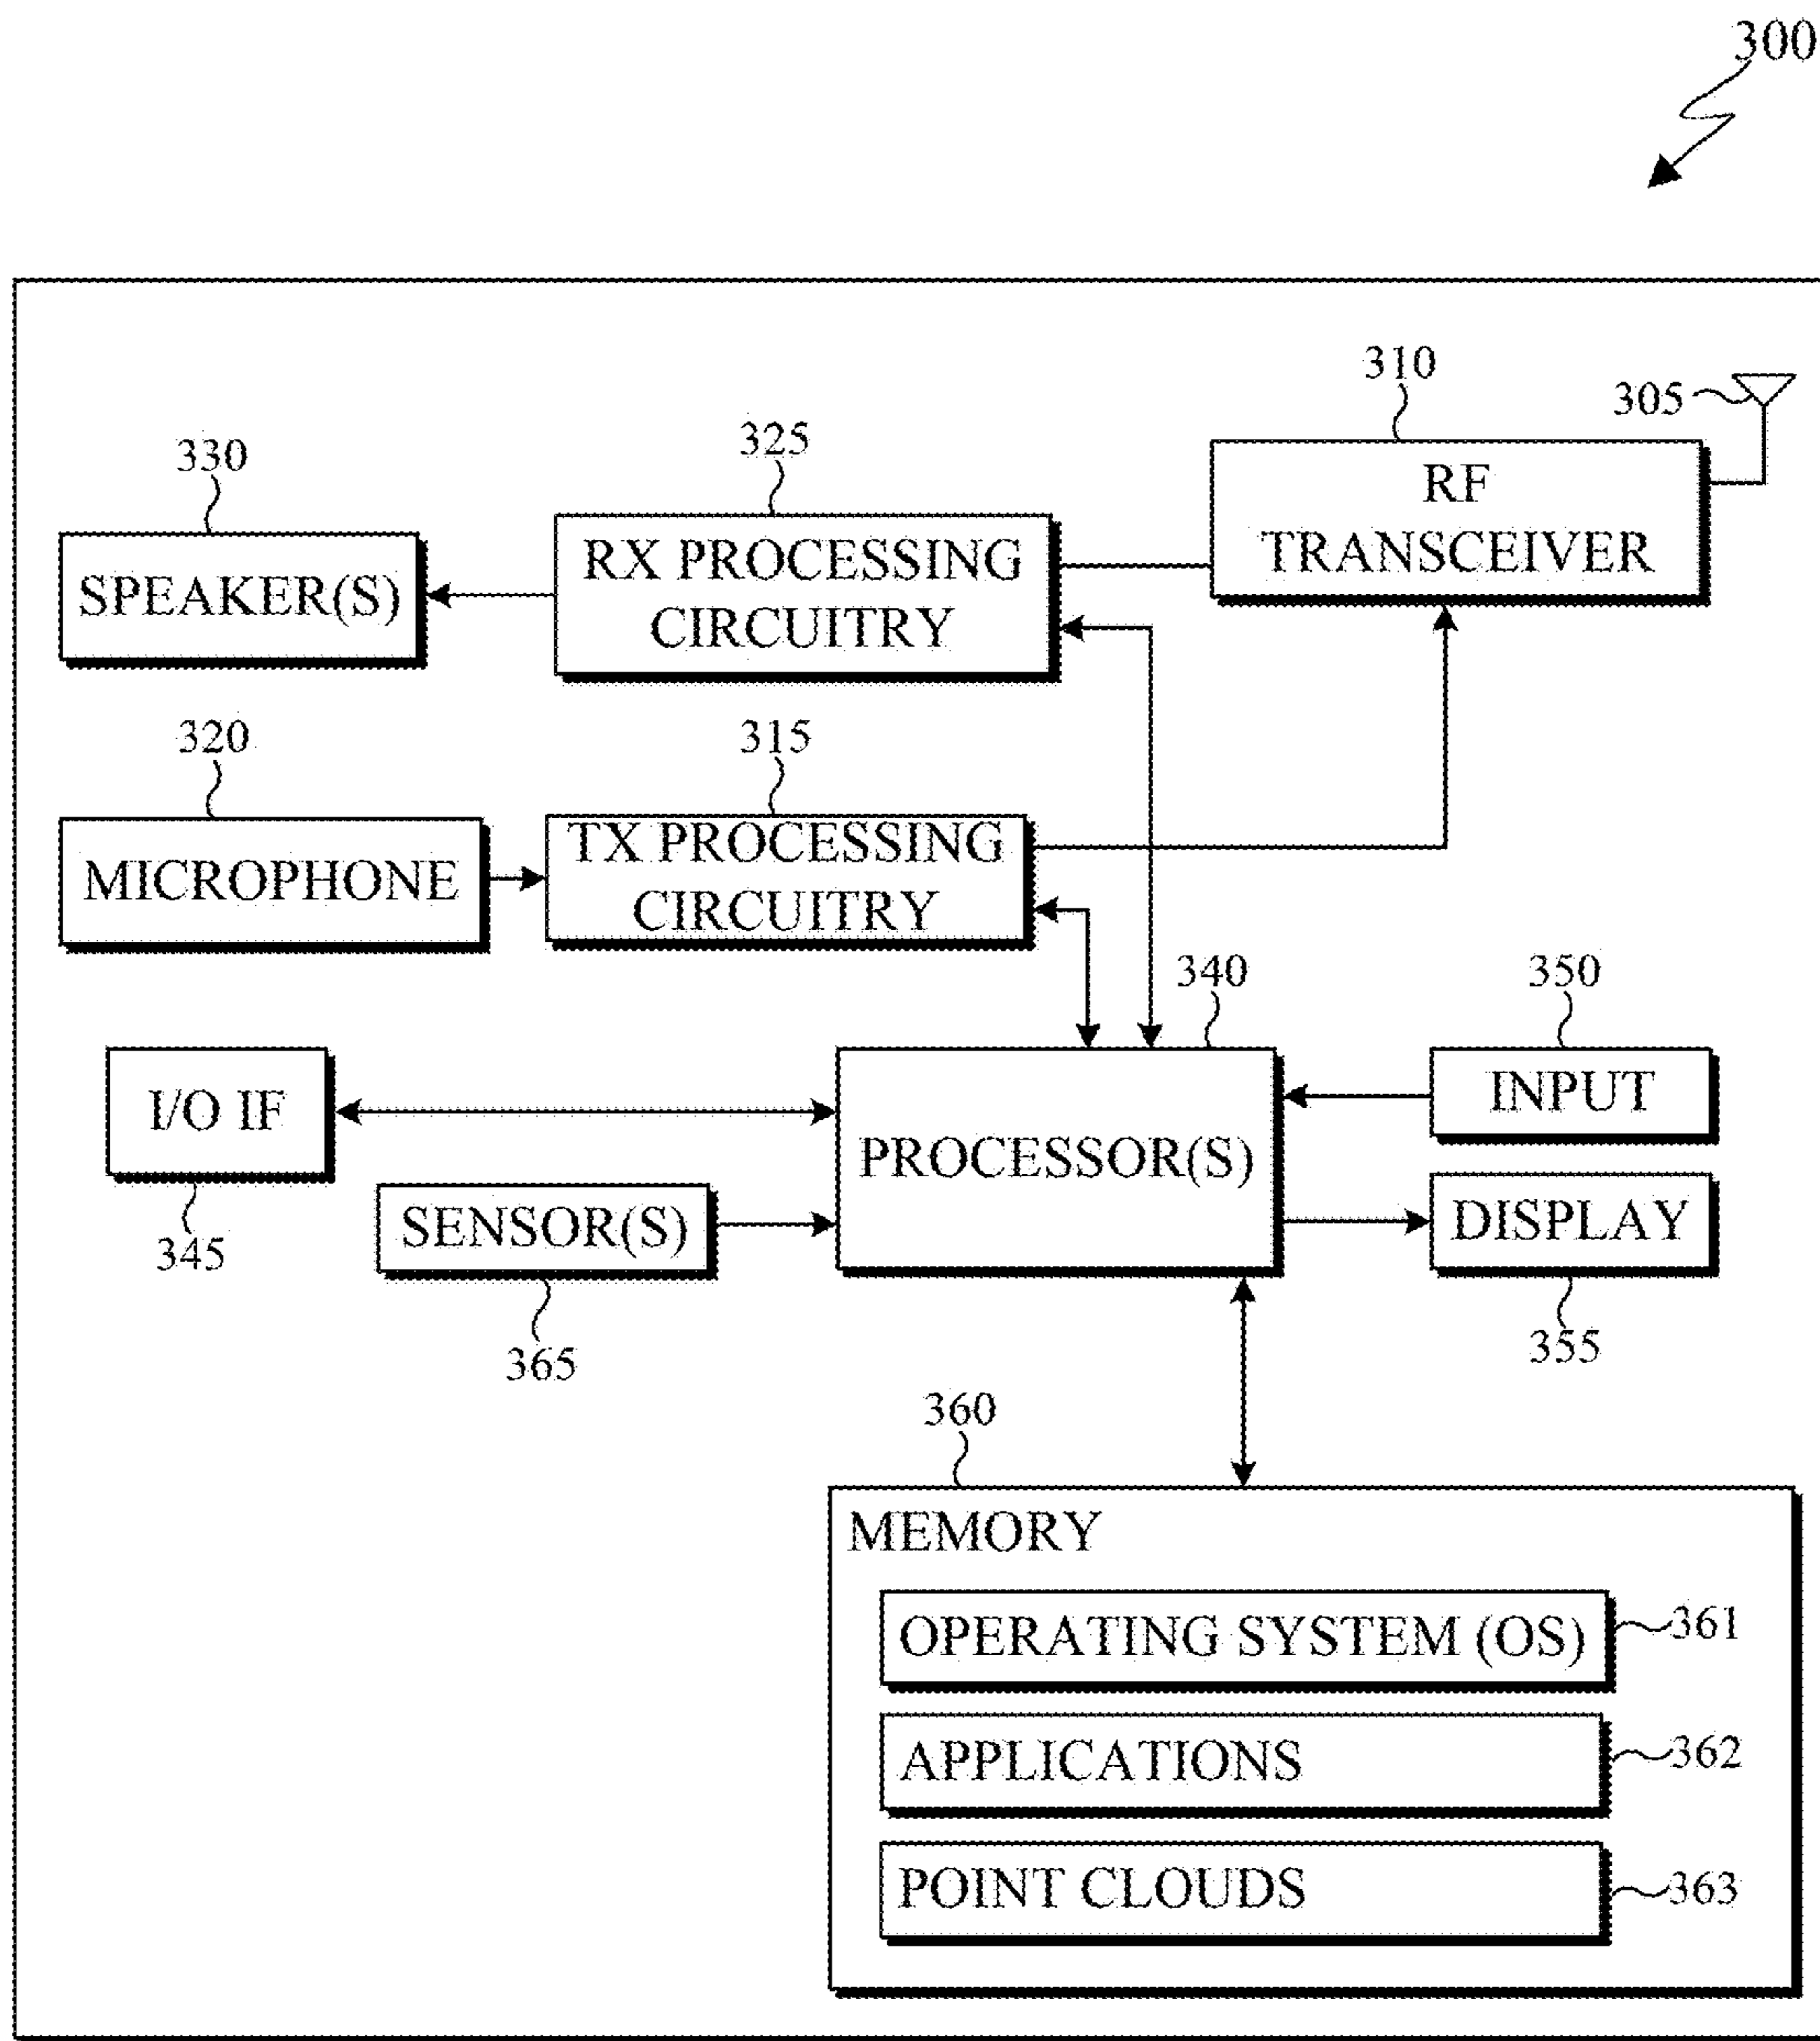 300
310
305
325
330
RF
TRANSCEIVER
RX PROCESSING
CIRCUITRY
SPEAKER(S)
320
315
MICROPHONE
TX PROCESSING
CIRCUITRY
340
350
I/O IF
PROCESSOR(S)
INPUT
SENSOR(S)
DISPLAY
345
365
355
360
MEMORY
OPERATING SYSTEM (OS)
361
APPLICATIONS
362
POINT CLOUDS
363